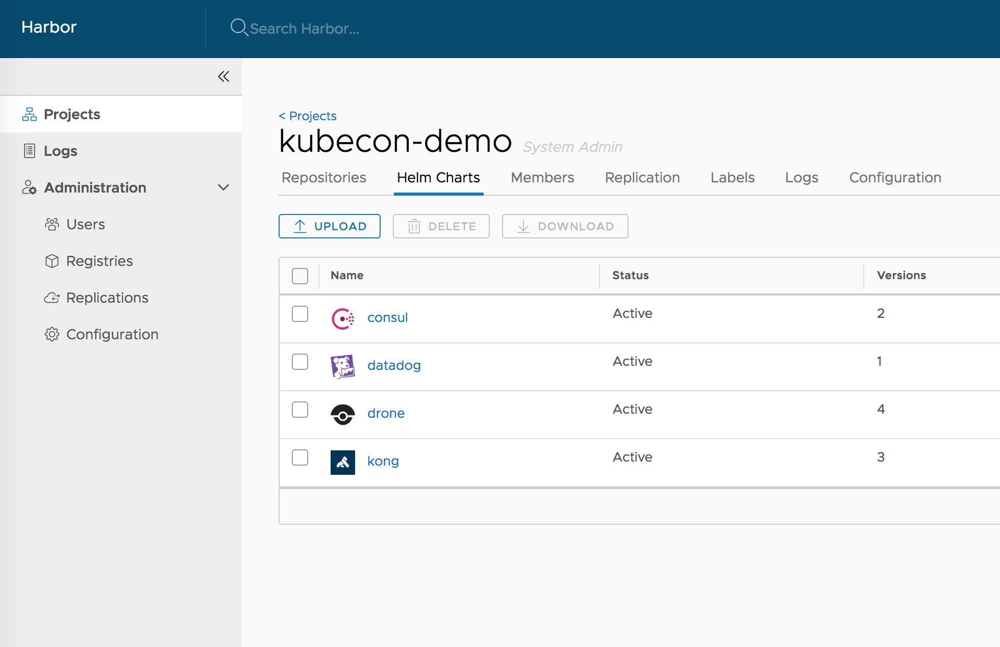 Harbor
Search Harbor...
Projects
Logs
Administration
Users
Registries
Replications
Configuration
< Projects
kubecon-demo System Admin
Repositories Helm Charts Members Replication Labels Logs Configuration
UPLOAD DELETE DOWNLOAD
Name Status Versions
consul Active 2
datadog Active 1
drone Active 4
kong Active 3